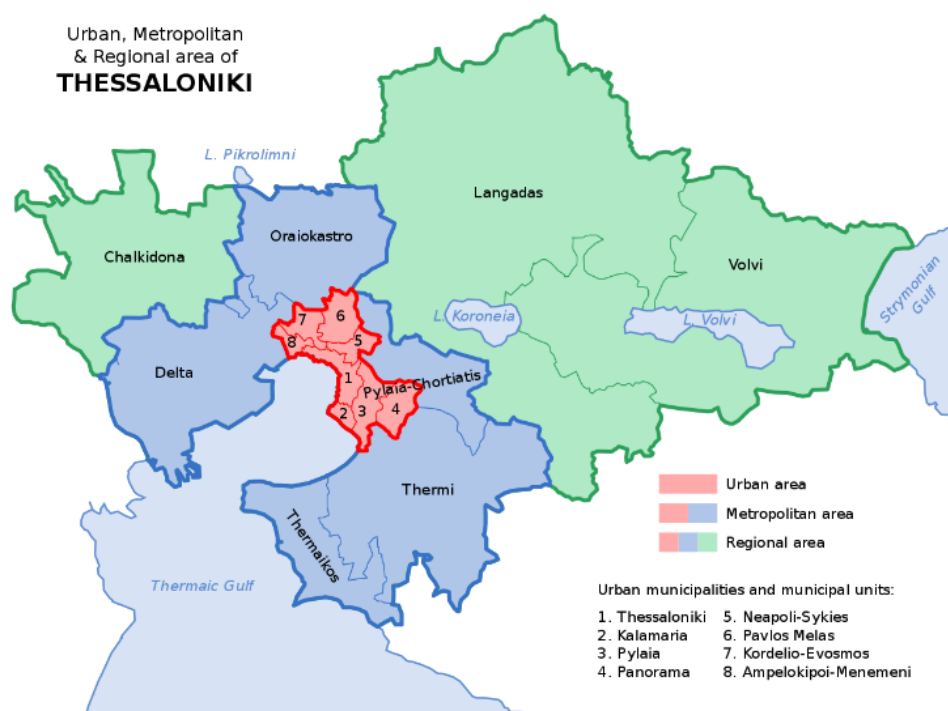 Urban, Metropolitan
& Regional area of
THESSALONIKI
L. Pikrolimni
Langadas
Oraiokastro
Chalkidona
Volvi
Strymonian
Gulf
L. Koroneia
L. Volvi
7
6
8
5
Delta
1
Pylaia-Chortiatis
2
3
4
Thermi
Thermaikos
Thermaic Gulf
Urban area
Metropolitan area
Regional area
Urban municipalities and municipal units:
1. Thessaloniki 5. Neapoli-Sykies
2. Kalamaria 6. Pavlos Melas
3. Pylaia 7. Kordelio-Evosmos
4. Panorama 8. Ampelokipoi-Menemeni